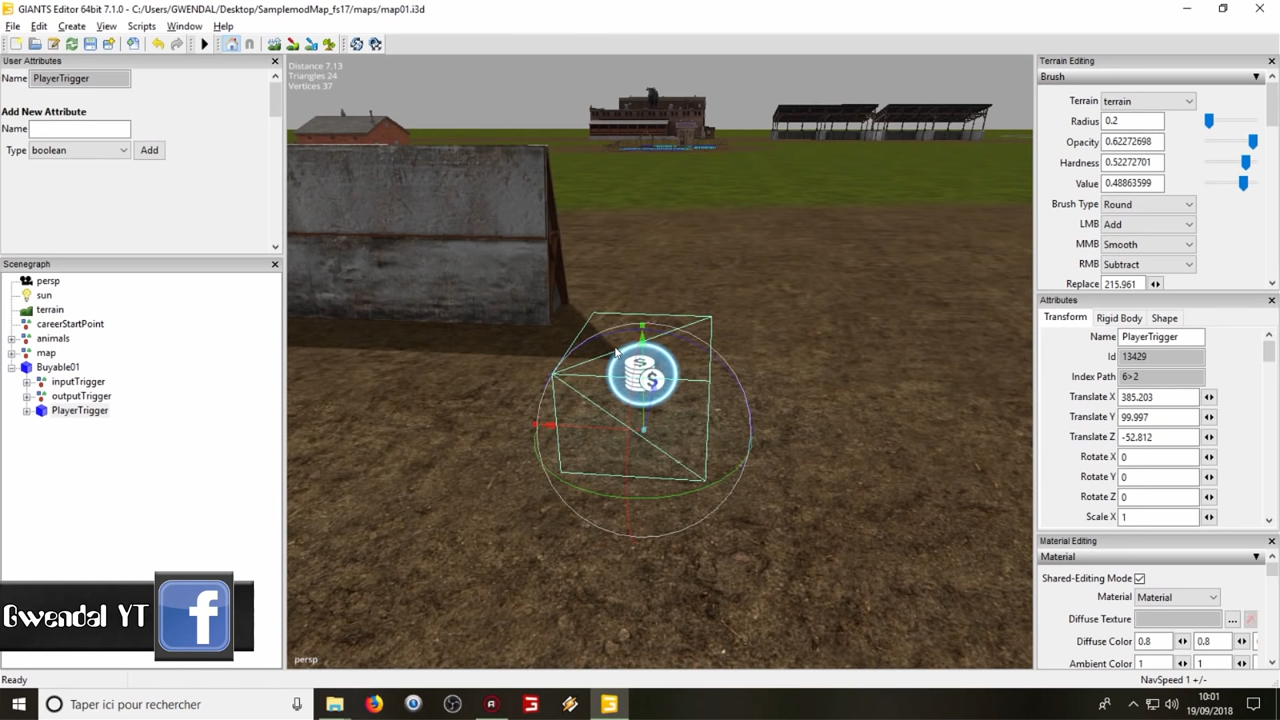 GIANTS Editor 64bit 7.1.0 - C:/Users/GWENDAL/Desktop/SamplemodMap_fs17/maps/map01.i3d
File Edit Create View Scripts Window Help
User Attributes
Name PlayerTrigger
Add New Attribute
Name
Type boolean Add
Scenegraph
persp
sun
terrain
careerStartPoint
animals
map
Buyable01
inputTrigger
outputTrigger
PlayerTrigger
Gwendal YT
Distance 7.13
Triangles 24
Vertices 37
persp
Terrain Editing
Brush
Terrain terrain
Radius 0.2
Opacity 0.62272698
Hardness 0.52272701
Value 0.48863599
Brush Type Round
LMB Add
MMB Smooth
RMB Subtract
Replace 215.961
Attributes
Transform Rigid Body Shape
Name PlayerTrigger
Id 13429
Index Path 6>2
Translate X 385.203
Translate Y 99.997
Translate Z -52.812
Rotate X 0
Rotate Y 0
Rotate Z 0
Scale X 1
Material Editing
Material
Shared-Editing Mode
Material Material
Diffuse Texture ...
Diffuse Color 0.8 0.8
Ambient Color 1 1
Ready
NavSpeed 1 +/-
Taper ici pour rechercher
10:01
19/09/2018